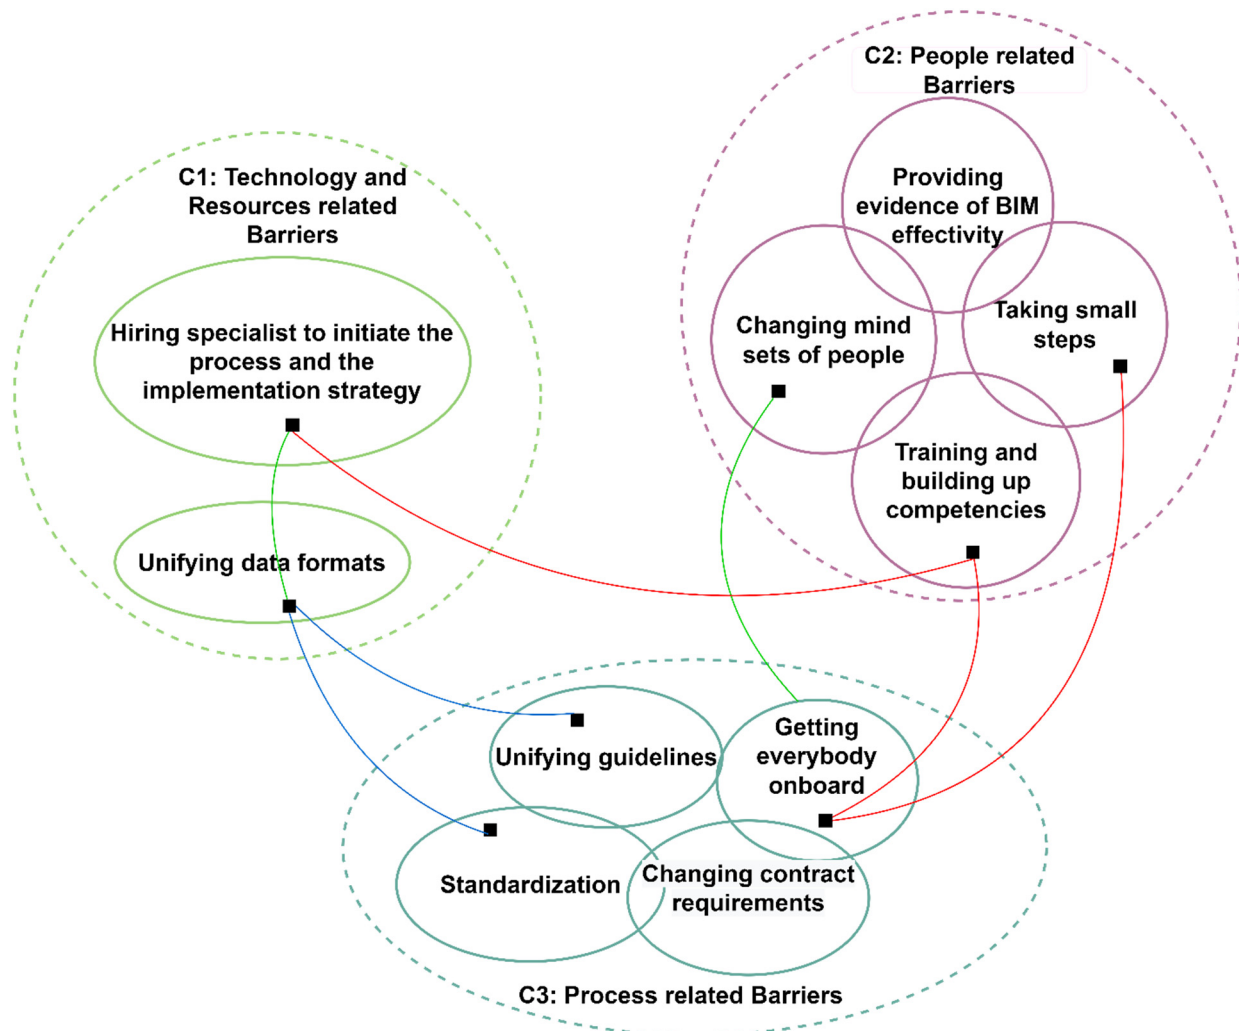 C1: Technology and
Resources related
Barriers
Hiring specialist to initiate the
process and the
implementation strategy
Unifying data formats
C2: People related
Barriers
Providing
evidence of BIM
effectivity
Changing mind
sets of people
Taking small
steps
Training and
building up
competencies
Unifying guidelines
Getting
everybody
onboard
Standardization
Changing contract
requirements
C3: Process related Barriers